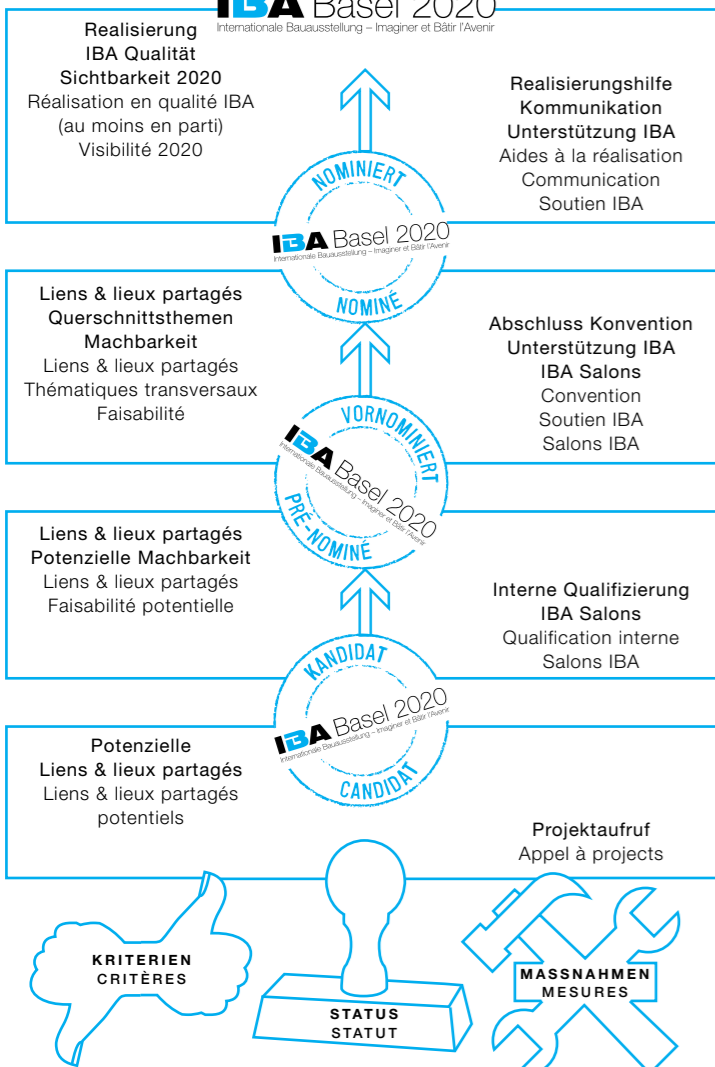 IBA Basel 2020
Internationale Bauausstellung – Imaginer et Bâtir l'Avenir
Realisierung
IBA Qualität
Sichtbarkeit 2020
Réalisation en qualité IBA
(au moins en parti)
Visibilité 2020
Realisierungshilfe
Kommunikation
Unterstützung IBA
Aides à la réalisation
Communication
Soutien IBA
NOMINIERT
IBA Basel 2020
Internationale Bauausstellung – Imaginer et Bâtir l'Avenir
NOMINÉ
Liens & lieux partagés
Querschnittsthemen
Machbarkeit
Liens & lieux partagés
Thématiques transversaux
Faisabilité
Abschluss Konvention
Unterstützung IBA
IBA Salons
Convention
Soutien IBA
Salons IBA
VORNOMINIERT
IBA Basel 2020
Internationale Bauausstellung – Imaginer et Bâtir l'Avenir
PRÉ-NOMINÉ
Liens & lieux partagés
Potenzielle Machbarkeit
Liens & lieux partagés
Faisabilité potentielle
Interne Qualifizierung
IBA Salons
Qualification interne
Salons IBA
KANDIDAT
IBA Basel 2020
Internationale Bauausstellung – Imaginer et Bâtir l'Avenir
CANDIDAT
Potenzielle
Liens & lieux partagés
Liens & lieux partagés
potentiels
Projektaufruf
Appel à projects
KRITERIEN
CRITÈRES
STATUS
STATUT
MASSNAHMEN
MESURES